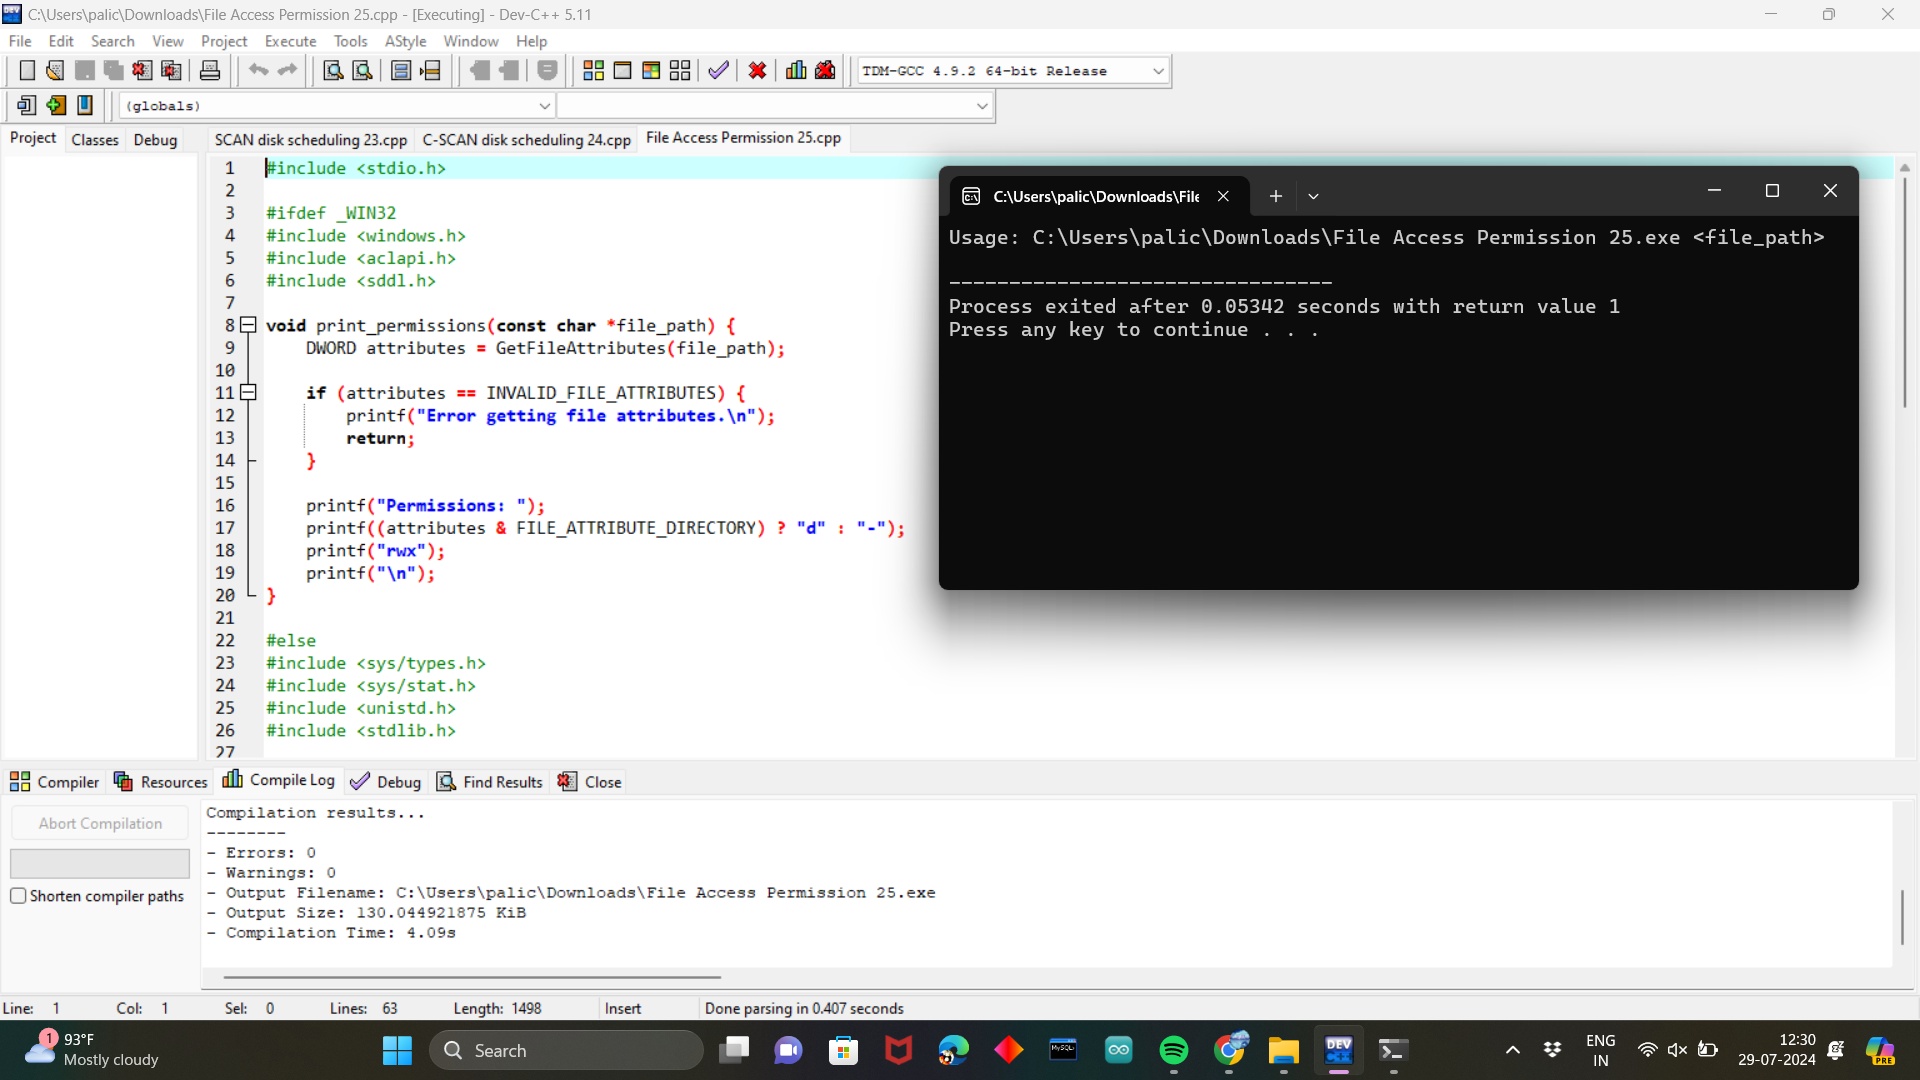 C:\Users\palic\Downloads\File Access Permission 25.cpp - [Executing] - Dev-C++ 5.11
File Edit Search View Project Execute Tools AStyle Window Help
TDM-GCC 4.9.2 64-bit Release
(globals)
Project Classes Debug
SCAN disk scheduling 23.cpp C-SCAN disk scheduling 24.cpp File Access Permission 25.cpp
1 #include <stdio.h>
2
3 #ifdef _WIN32
4 #include <windows.h>
5 #include <aclapi.h>
6 #include <sddl.h>
7
8 void print_permissions(const char *file_path) {
9 DWORD attributes = GetFileAttributes(file_path);
10
11 if (attributes == INVALID_FILE_ATTRIBUTES) {
12 printf("Error getting file attributes.\n");
13 return;
14 }
15
16 printf("Permissions: ");
17 printf((attributes & FILE_ATTRIBUTE_DIRECTORY) ? "d" : "-");
18 printf("rwx");
19 printf("\n");
20 }
21
22 #else
23 #include <sys/types.h>
24 #include <sys/stat.h>
25 #include <unistd.h>
26 #include <stdlib.h>
27
C:\Users\palic\Downloads\File
Usage: C:\Users\palic\Downloads\File Access Permission 25.exe <file_path>
--------------------------------
Process exited after 0.05342 seconds with return value 1
Press any key to continue . . .
Compiler Resources Compile Log Debug Find Results Close
Abort Compilation
Shorten compiler paths
Compilation results...
--------
- Errors: 0
- Warnings: 0
- Output Filename: C:\Users\palic\Downloads\File Access Permission 25.exe
- Output Size: 130.044921875 KiB
- Compilation Time: 4.09s
Line: 1 Col: 1 Sel: 0 Lines: 63 Length: 1498 Insert Done parsing in 0.407 seconds
1
93°F
Mostly cloudy
Search
MySQL
DEV
C++
ENG
IN
12:30
29-07-2024
PRE